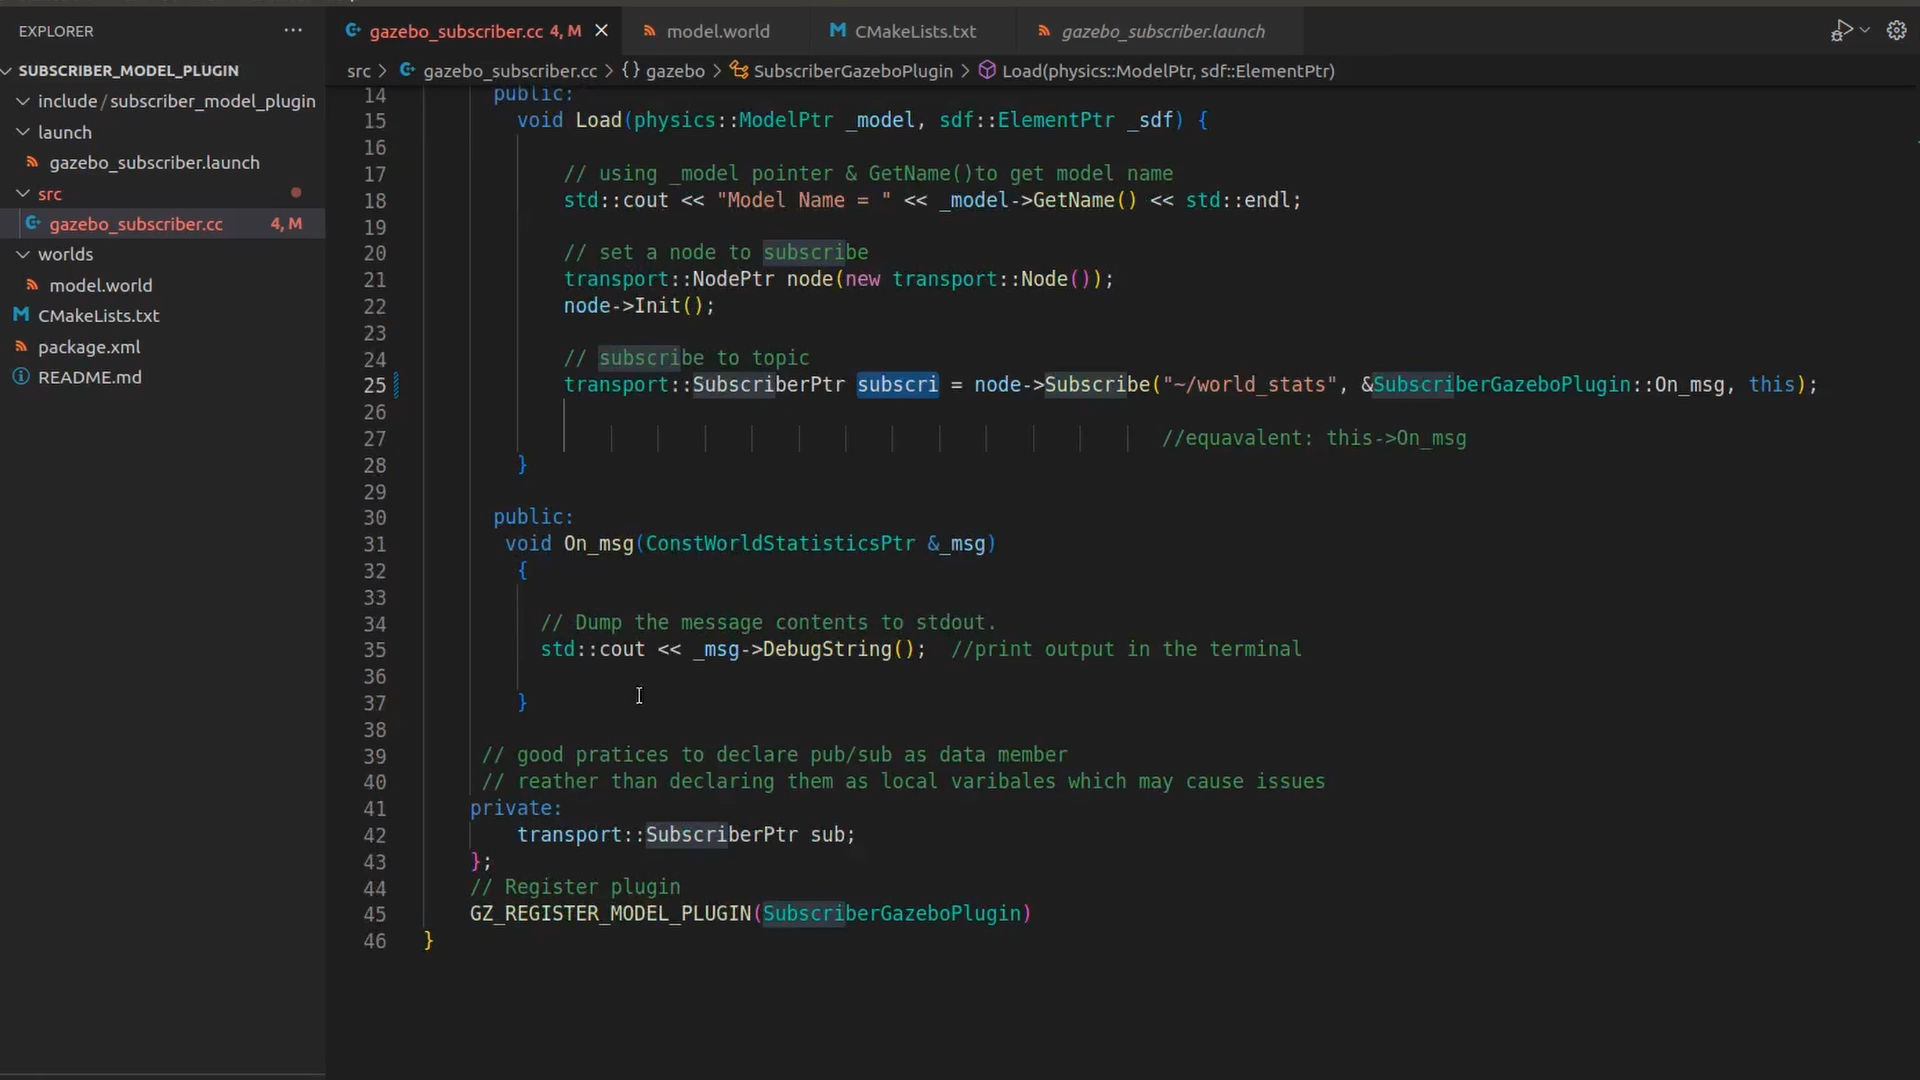 EXPLORER ...
SUBSCRIBER_MODEL_PLUGIN
include / subscriber_model_plugin
launch
gazebo_subscriber.launch
src
gazebo_subscriber.cc 4, M
worlds
model.world
CMakeLists.txt
package.xml
README.md
gazebo_subscriber.cc 4, M
model.world
CMakeLists.txt
gazebo_subscriber.launch
src > gazebo_subscriber.cc > {} gazebo > SubscriberGazeboPlugin > Load(physics::ModelPtr, sdf::ElementPtr)
14 public:
15 void Load(physics::ModelPtr _model, sdf::ElementPtr _sdf) {
16
17 // using _model pointer & GetName()to get model name
18 std::cout << "Model Name = " << _model->GetName() << std::endl;
19
20 // set a node to subscribe
21 transport::NodePtr node(new transport::Node());
22 node->Init();
23
24 // subscribe to topic
25 transport::SubscriberPtr subscri = node->Subscribe("~/world_stats", &SubscriberGazeboPlugin::On_msg, this);
26
27 //equavalent: this->On_msg
28 }
29
30 public:
31 void On_msg(ConstWorldStatisticsPtr &_msg)
32 {
33
34 // Dump the message contents to stdout.
35 std::cout << _msg->DebugString(); //print output in the terminal
36
37 }
38
39 // good pratices to declare pub/sub as data member
40 // reather than declaring them as local varibales which may cause issues
41 private:
42 transport::SubscriberPtr sub;
43 };
44 // Register plugin
45 GZ_REGISTER_MODEL_PLUGIN(SubscriberGazeboPlugin)
46 }